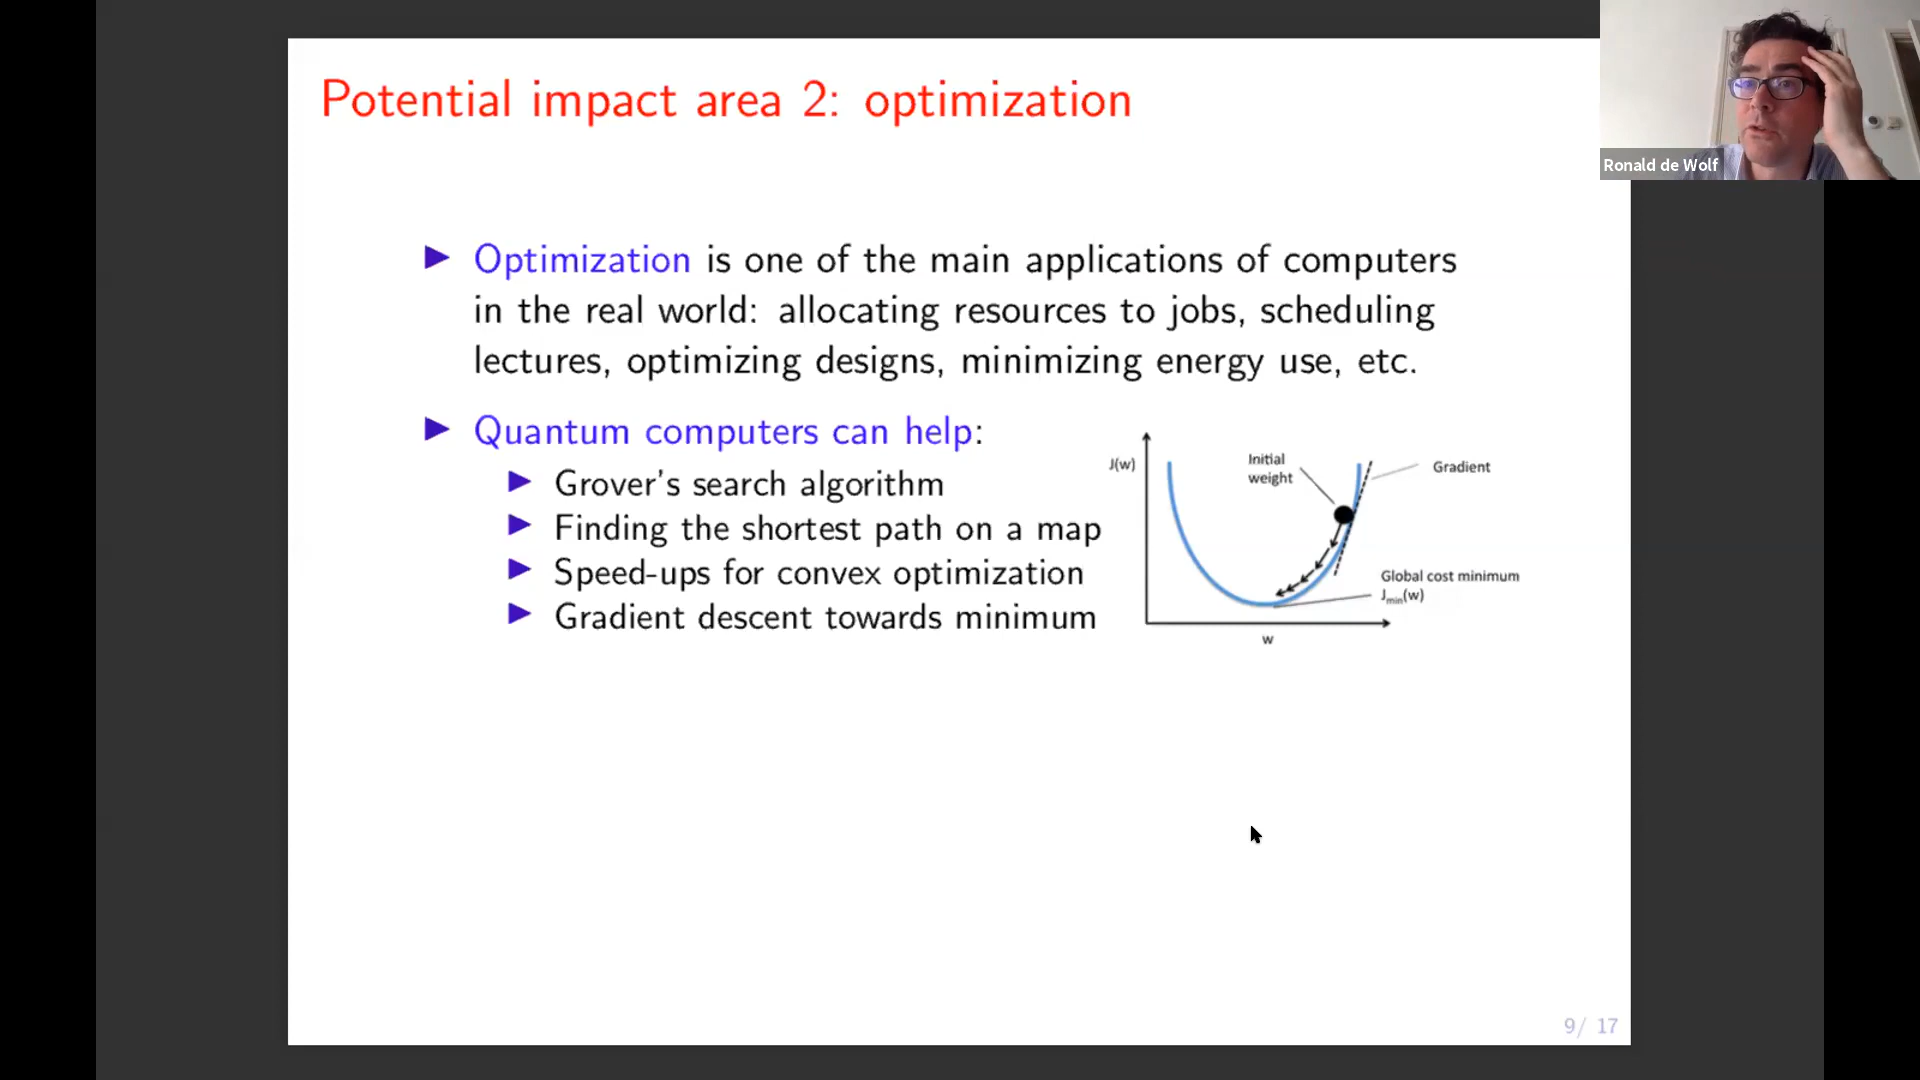 Potential impact area 2: optimization
Ronald de Wolf
▶ Optimization is one of the main applications of computers
in the real world: allocating resources to jobs, scheduling
lectures, optimizing designs, minimizing energy use, etc.
▶ Quantum computers can help:
▶ Grover's search algorithm
▶ Finding the shortest path on a map
▶ Speed-ups for convex optimization
▶ Gradient descent towards minimum
J(w)
Initial
weight
Gradient
Global cost minimum
Jmin(w)
w
9/ 17